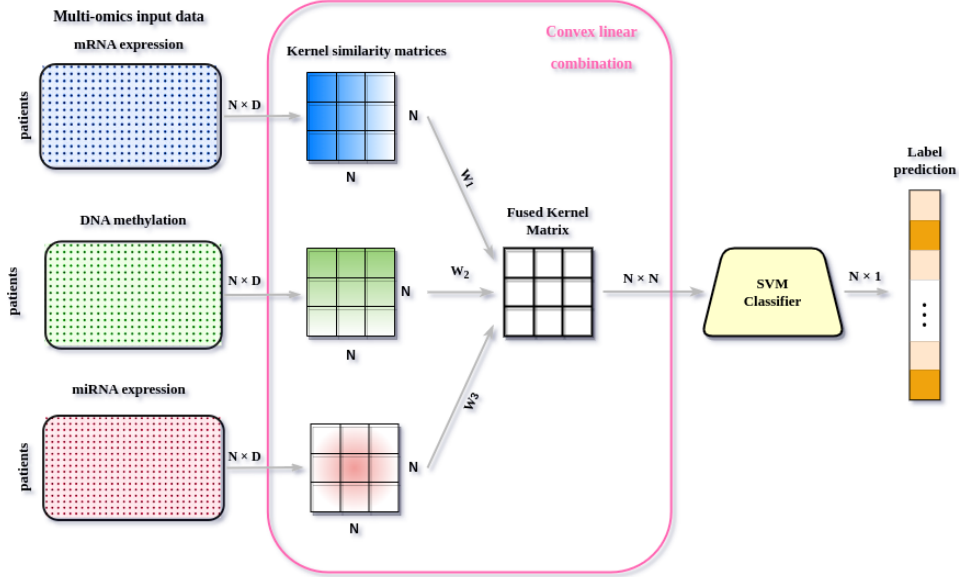 Multi-omics input data
mRNA expression
patients
N × D
Kernel similarity matrices
N
N
Convex linear
combination
W1
DNA methylation
patients
N × D
N
N
W2
Fused Kernel
Matrix
N × N
SVM
Classifier
N × 1
Label
prediction
miRNA expression
patients
N × D
N
N
W3